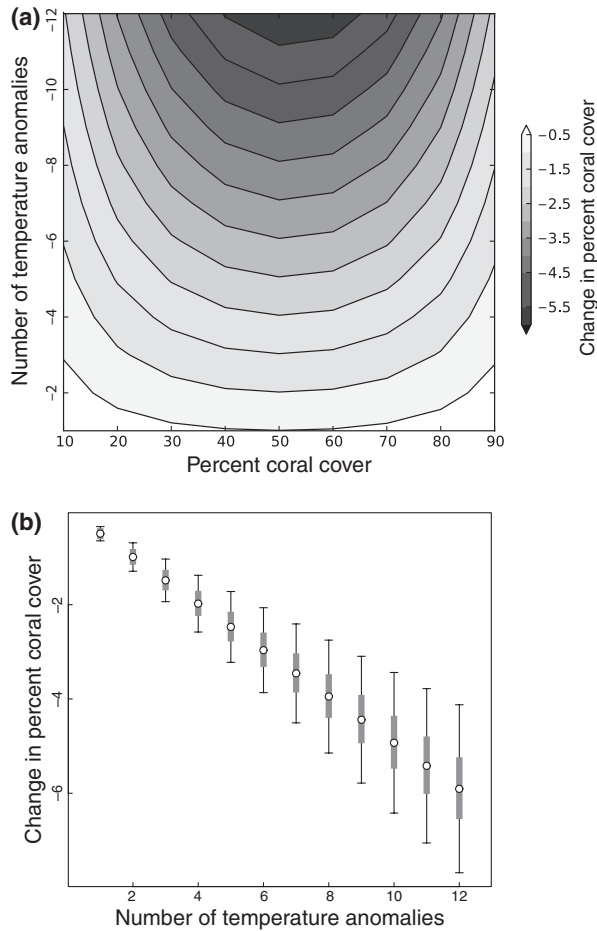 (a)
Number of temperature anomalies
-12
-10
-8
-6
-4
-2
10 20 30 40 50 60 70 80 90
Percent coral cover
−0.5
−1.5
−2.5
−3.5
−4.5
−5.5
Change in percent coral cover
(b)
Change in percent coral cover
-2
-4
-6
2 4 6 8 10 12
Number of temperature anomalies